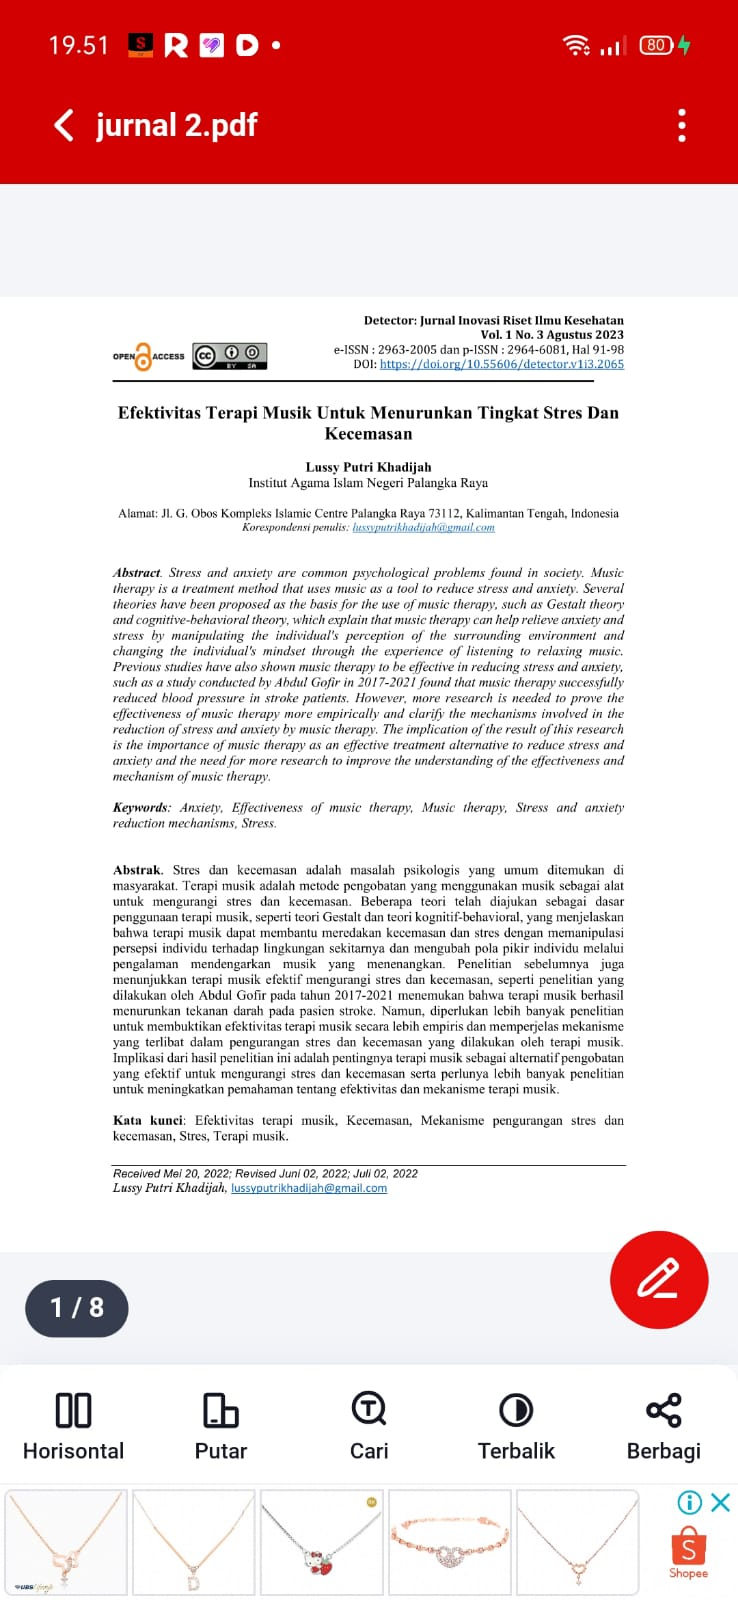 19.51
jurnal 2.pdf
Detector: Jurnal Inovasi Riset Ilmu Kesehatan
Vol. 1 No. 3 Agustus 2023
e-ISSN : 2963-2005 dan p-ISSN : 2964-6081, Hal 91-98
DOI: https://doi.org/10.55606/detector.v1i3.2065
OPEN ACCESS
cc BY SA
Efektivitas Terapi Musik Untuk Menurunkan Tingkat Stres Dan
Kecemasan
Lussy Putri Khadijah
Institut Agama Islam Negeri Palangka Raya
Alamat: Jl. G. Obos Kompleks Islamic Centre Palangka Raya 73112, Kalimantan Tengah, Indonesia
Korespondensi penulis: lussyputrikhadijah@gmail.com
Abstract. Stress and anxiety are common psychological problems found in society. Music
therapy is a treatment method that uses music as a tool to reduce stress and anxiety. Several
theories have been proposed as the basis for the use of music therapy, such as Gestalt theory
and cognitive-behavioral theory, which explain that music therapy can help relieve anxiety and
stress by manipulating the individual's perception of the surrounding environment and
changing the individual's mindset through the experience of listening to relaxing music.
Previous studies have also shown music therapy to be effective in reducing stress and anxiety,
such as a study conducted by Abdul Gofir in 2017-2021 found that music therapy successfully
reduced blood pressure in stroke patients. However, more research is needed to prove the
effectiveness of music therapy more empirically and clarify the mechanisms involved in the
reduction of stress and anxiety by music therapy. The implication of the result of this research
is the importance of music therapy as an effective treatment alternative to reduce stress and
anxiety and the need for more research to improve the understanding of the effectiveness and
mechanism of music therapy.
Keywords: Anxiety, Effectiveness of music therapy, Music therapy, Stress and anxiety
reduction mechanisms, Stress.
Abstrak. Stres dan kecemasan adalah masalah psikologis yang umum ditemukan di
masyarakat. Terapi musik adalah metode pengobatan yang menggunakan musik sebagai alat
untuk mengurangi stres dan kecemasan. Beberapa teori telah diajukan sebagai dasar
penggunaan terapi musik, seperti teori Gestalt dan teori kognitif-behavioral, yang menjelaskan
bahwa terapi musik dapat membantu meredakan kecemasan dan stres dengan memanipulasi
persepsi individu terhadap lingkungan sekitarnya dan mengubah pola pikir individu melalui
pengalaman mendengarkan musik yang menenangkan. Penelitian sebelumnya juga
menunjukkan terapi musik efektif mengurangi stres dan kecemasan, seperti penelitian yang
dilakukan oleh Abdul Gofir pada tahun 2017-2021 menemukan bahwa terapi musik berhasil
menurunkan tekanan darah pada pasien stroke. Namun, diperlukan lebih banyak penelitian
untuk membuktikan efektivitas terapi musik secara lebih empiris dan memperjelas mekanisme
yang terlibat dalam pengurangan stres dan kecemasan yang dilakukan oleh terapi musik.
Implikasi dari hasil penelitian ini adalah pentingnya terapi musik sebagai alternatif pengobatan
yang efektif untuk mengurangi stres dan kecemasan serta perlunya lebih banyak penelitian
untuk meningkatkan pemahaman tentang efektivitas dan mekanisme terapi musik.
Kata kunci: Efektivitas terapi musik, Kecemasan, Mekanisme pengurangan stres dan
kecemasan, Stres, Terapi musik.
Received Mei 20, 2022; Revised Juni 02, 2022; Juli 02, 2022
Lussy Putri Khadijah, lussyputrikhadijah@gmail.com
1 / 8
Horisontal
Putar
Cari
Terbalik
Berbagi
Shopee